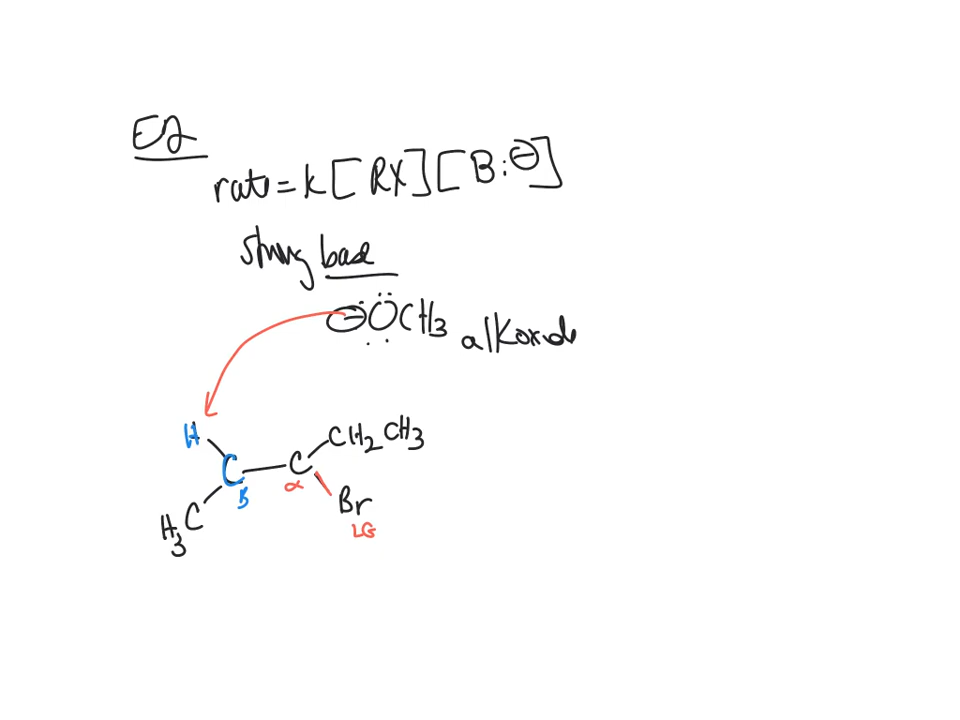 E2
rate = k [RX] [B:⊖]
strong base
⊖:ÖCH3 alkoxide
H C C CH2CH3
β α Br
H3C LG